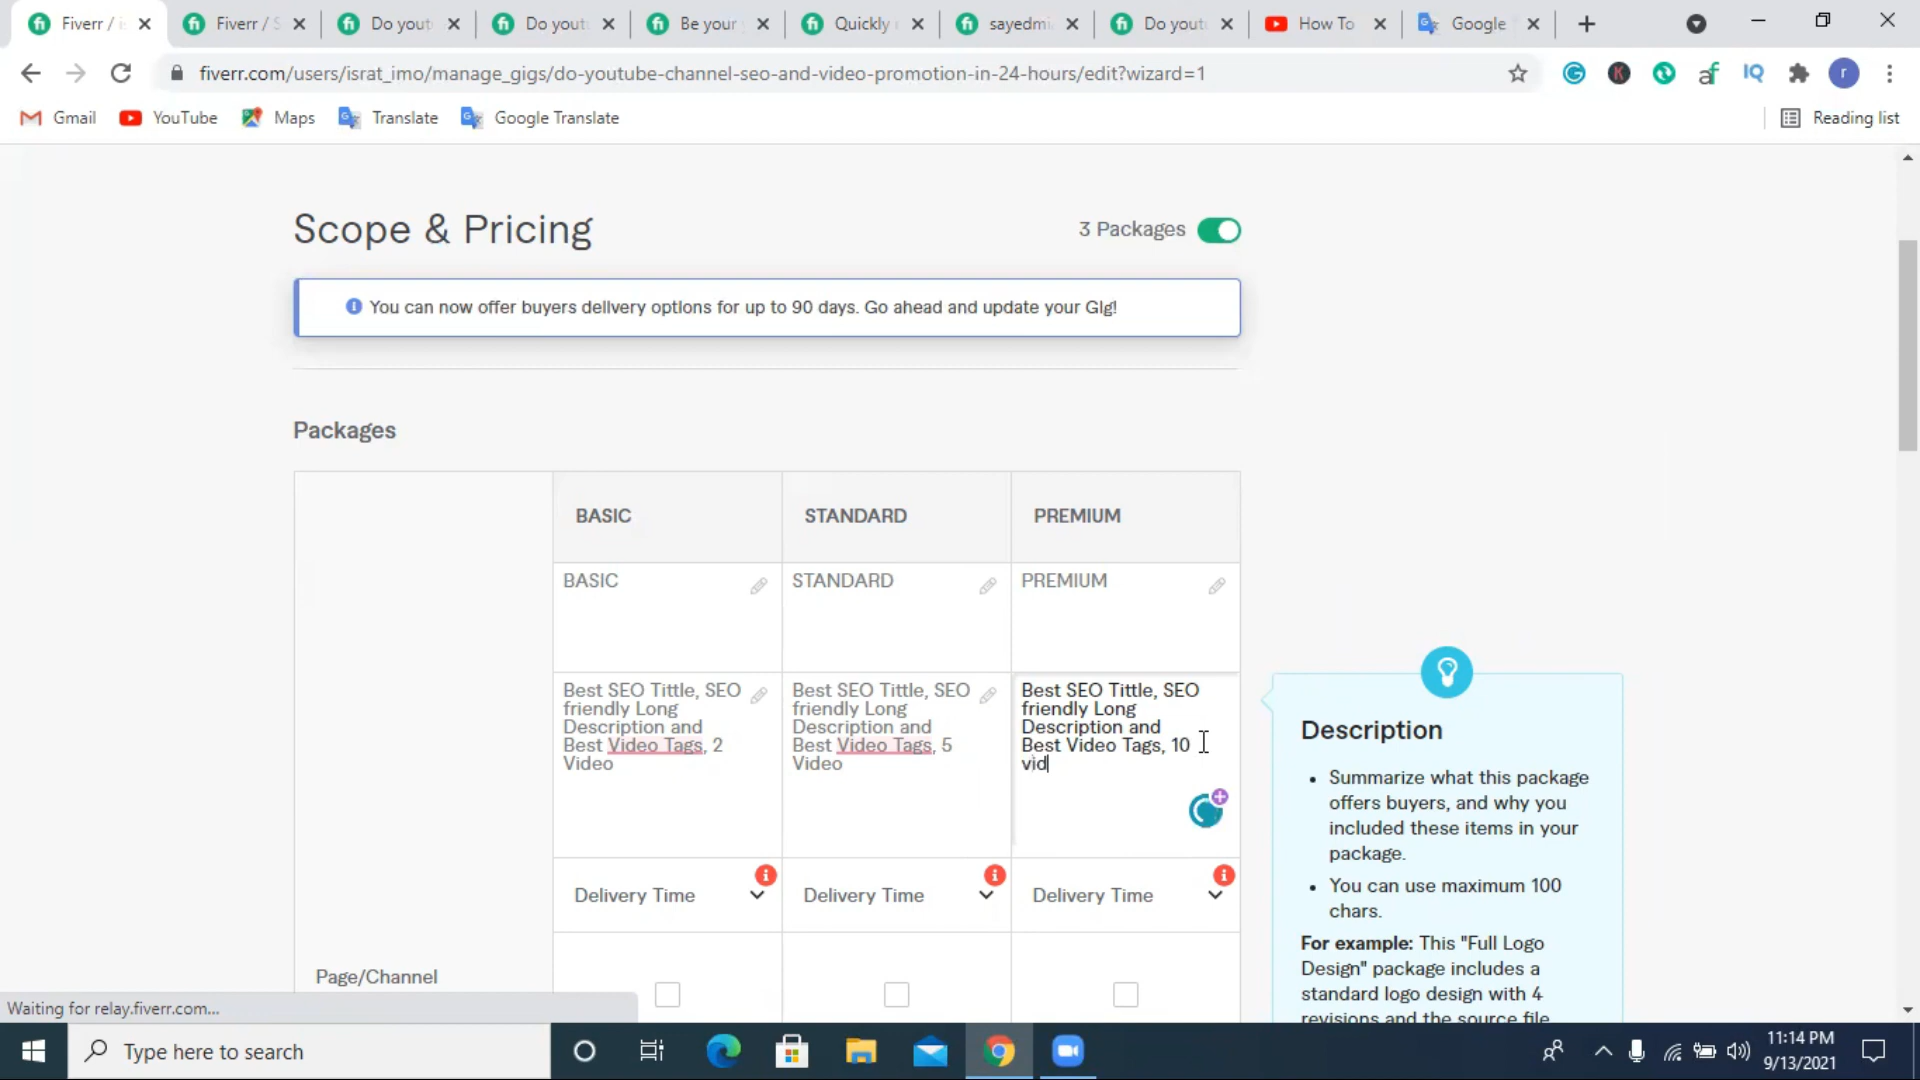 Fiverr / i
Fiverr / S
Do yout
Do yout
Be your
Quickly
sayedmi
Do yout
How To
Google
fiverr.com/users/israt_imo/manage_gigs/do-youtube-channel-seo-and-video-promotion-in-24-hours/edit?wizard=1
Gmail
YouTube
Maps
Translate
Google Translate
Reading list
Scope & Pricing
3 Packages
You can now offer buyers delivery options for up to 90 days. Go ahead and update your Gig!
Packages
BASIC
STANDARD
PREMIUM
BASIC
STANDARD
PREMIUM
Best SEO Tittle, SEO
friendly Long
Description and
Best Video Tags, 2
Video
Best SEO Tittle, SEO
friendly Long
Description and
Best Video Tags, 5
Video
Best SEO Tittle, SEO
friendly Long
Description and
Best Video Tags, 10
vid
Description
• Summarize what this package
offers buyers, and why you
included these items in your
package.
• You can use maximum 100
chars.
For example: This "Full Logo
Design" package includes a
standard logo design with 4
revisions and the source file
Delivery Time
Delivery Time
Delivery Time
Page/Channel
Waiting for relay.fiverr.com...
Type here to search
11:14 PM
9/13/2021